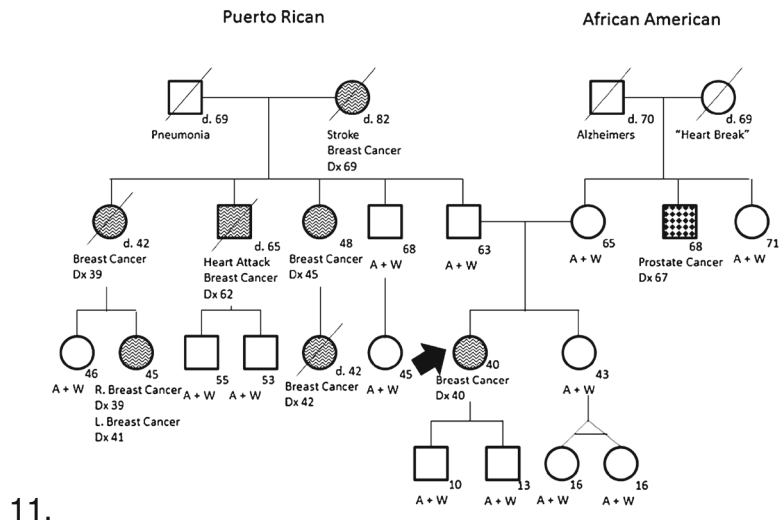 Puerto Rican
African American
d. 69
Pneumonia
d. 82
Stroke
Breast Cancer
Dx 69
d. 70
Alzheimers
d. 69
"Heart Break"
d. 42
Breast Cancer
Dx 39
d. 65
Heart Attack
Breast Cancer
Dx 62
48
Breast Cancer
Dx 45
68
A + W
63
A + W
65
A + W
68
Prostate Cancer
Dx 67
71
A + W
46
A + W
45
R. Breast Cancer
Dx 39
L. Breast Cancer
Dx 41
55
A + W
53
A + W
d. 42
Breast Cancer
Dx 42
45
A + W
40
Breast Cancer
Dx 40
43
A + W
10
A + W
13
A + W
16
A + W
16
A + W
11.